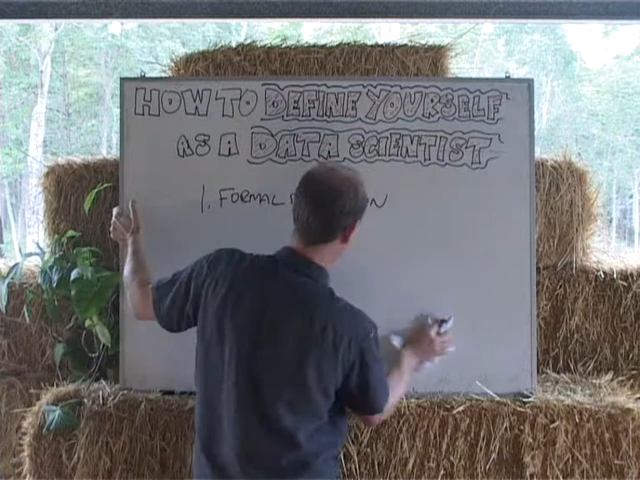 HOW TO DEFINE YOURSELF
AS A DATA SCIENTIST
1. FORMAL